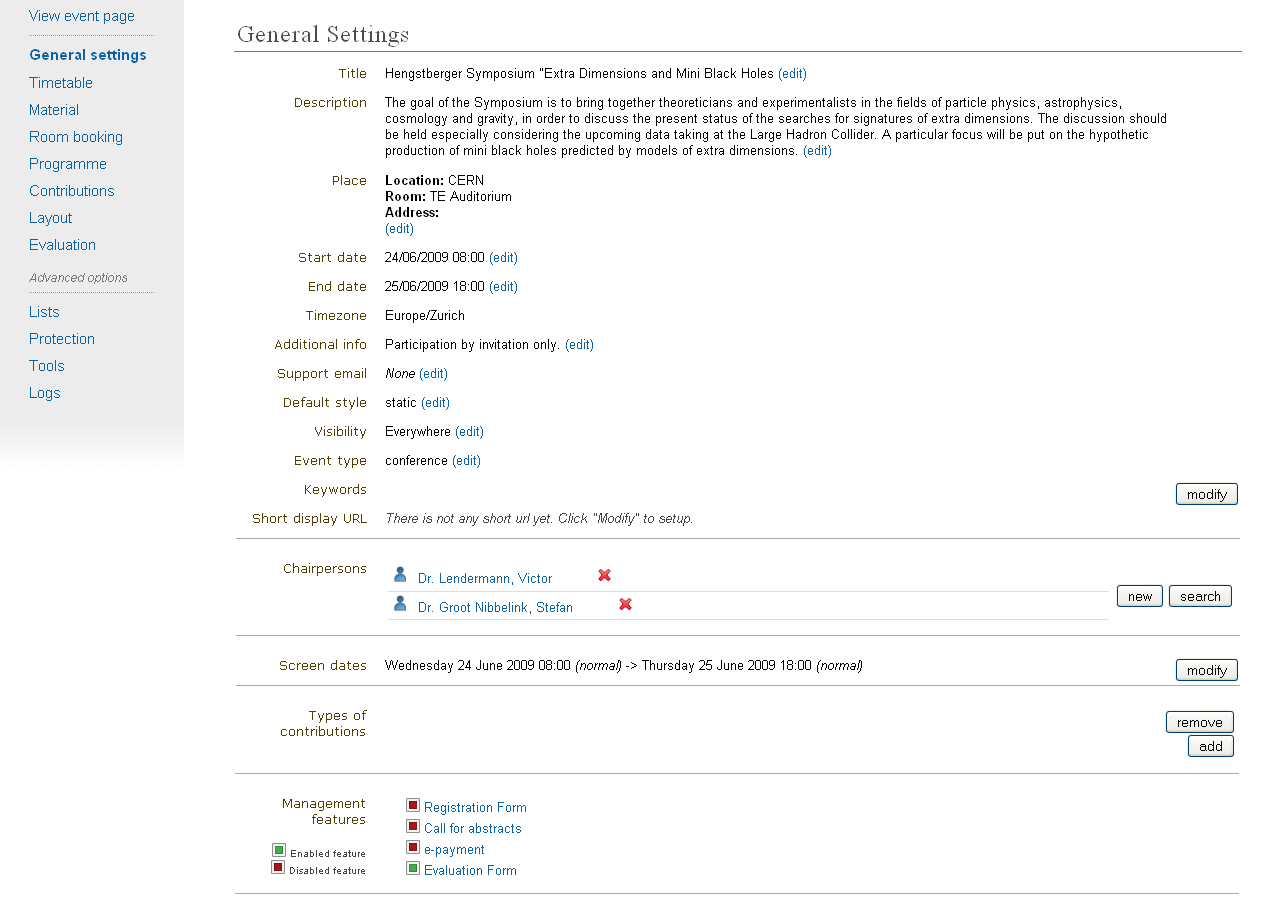 View event page
General settings
Timetable
Material
Room booking
Programme
Contributions
Layout
Evaluation
Advanced options
Lists
Protection
Tools
Logs
General Settings
Title Hengstberger Symposium "Extra Dimensions and Mini Black Holes (edit)
Description The goal of the Symposium is to bring together theoreticians and experimentalists in the fields of particle physics, astrophysics,
cosmology and gravity, in order to discuss the present status of the searches for signatures of extra dimensions. The discussion should
be held especially considering the upcoming data taking at the Large Hadron Collider. A particular focus will be put on the hypothetic
production of mini black holes predicted by models of extra dimensions. (edit)
Place Location: CERN
Room: TE Auditorium
Address:
(edit)
Start date 24/06/2009 08:00 (edit)
End date 25/06/2009 18:00 (edit)
Timezone Europe/Zurich
Additional info Participation by invitation only. (edit)
Support email None (edit)
Default style static (edit)
Visibility Everywhere (edit)
Event type conference (edit)
Keywords modify
Short display URL There is not any short url yet. Click "Modify" to setup.
Chairpersons Dr. Lendermann, Victor
Dr. Groot Nibbelink, Stefan
new search
Screen dates Wednesday 24 June 2009 08:00 (normal) -> Thursday 25 June 2009 18:00 (normal) modify
Types of
contributions
remove
add
Management
features
Enabled feature
Disabled feature
Registration Form
Call for abstracts
e-payment
Evaluation Form